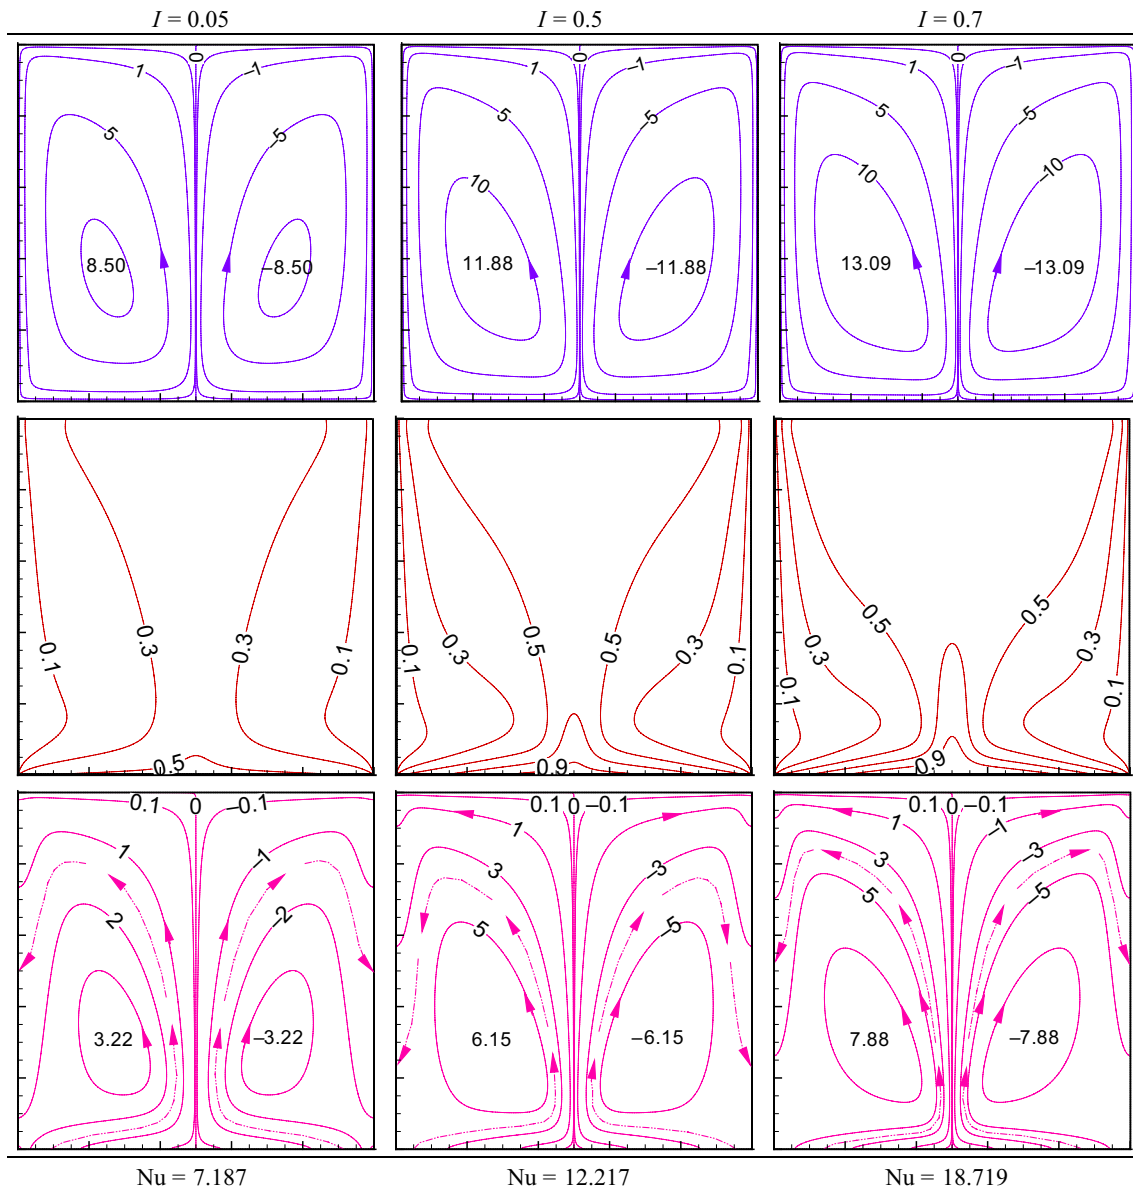 I = 0.05 I = 0.5 I = 0.7
0 0 0
1 –1 1 –1 1 –1
5 –5 5 –5 5 –5
10 10 –10
8.50 –8.50 11.88 –11.88 13.09 –13.09
0.5 0.5
0.3 0.3 0.5 0.5
0.1 0.1 0.1 0.3 0.3 0.1 0.3 0.3
0.1 0.1
0.5 0.9 0.9
0.1 0 –0.1 0.1 0 –0.1 0.1 0 –0.1
1 –1 1 1 –1
3 –3 3 –3
2 –2 5 –5 5 –5
3.22 –3.22 6.15 –6.15 7.88 –7.88
Nu = 7.187 Nu = 12.217 Nu = 18.719